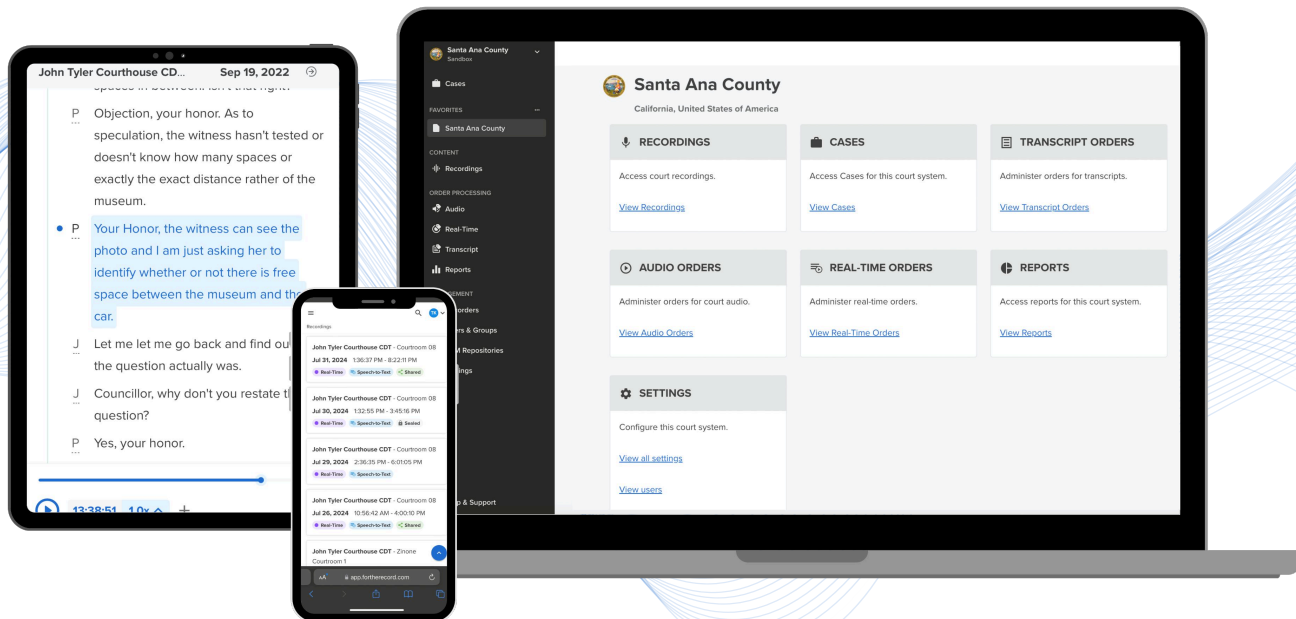 John Tyler Courthouse CD... Sep 19, 2022
P Objection, your honor. As to
speculation, the witness hasn't tested or
doesn't know how many spaces or
exactly the exact distance rather of the
museum.
P Your Honor, the witness can see the
photo and I am just asking her to
identify whether or not there is free
space between the museum and the
car.
J Let me let me go back and find ou
the question actually was.
J Councillor, why don't you restate t
question?
P Yes, your honor.
13:38:51 1.0x
Recordings
TK
John Tyler Courthouse CDT - Courtroom 08
Jul 31, 2024 1:36:37 PM - 8:22:11 PM
Real-Time Speech-to-Text Shared
John Tyler Courthouse CDT - Courtroom 08
Jul 30, 2024 1:32:55 PM - 3:45:16 PM
Real-Time Speech-to-Text Sealed
John Tyler Courthouse CDT - Courtroom 08
Jul 29, 2024 2:36:35 PM - 6:01:05 PM
Real-Time Speech-to-Text
John Tyler Courthouse CDT - Courtroom 08
Jul 26, 2024 10:56:42 AM - 4:00:10 PM
Real-Time Speech-to-Text Shared
John Tyler Courthouse CDT - Zinone
Courtroom 1
AA app.fortherecord.com
Santa Ana County
Sandbox
Cases
FAVORITES
Santa Ana County
CONTENT
Recordings
ORDER PROCESSING
Audio
Real-Time
Transcript
Reports
GEMENT
orders
rs & Groups
M Repositories
ings
p & Support
Santa Ana County
California, United States of America
RECORDINGS
Access court recordings.
View Recordings
CASES
Access Cases for this court system.
View Cases
TRANSCRIPT ORDERS
Administer orders for transcripts.
View Transcript Orders
AUDIO ORDERS
Administer orders for court audio.
View Audio Orders
REAL-TIME ORDERS
Administer real-time orders.
View Real-Time Orders
REPORTS
Access reports for this court system.
View Reports
SETTINGS
Configure this court system.
View all settings
View users